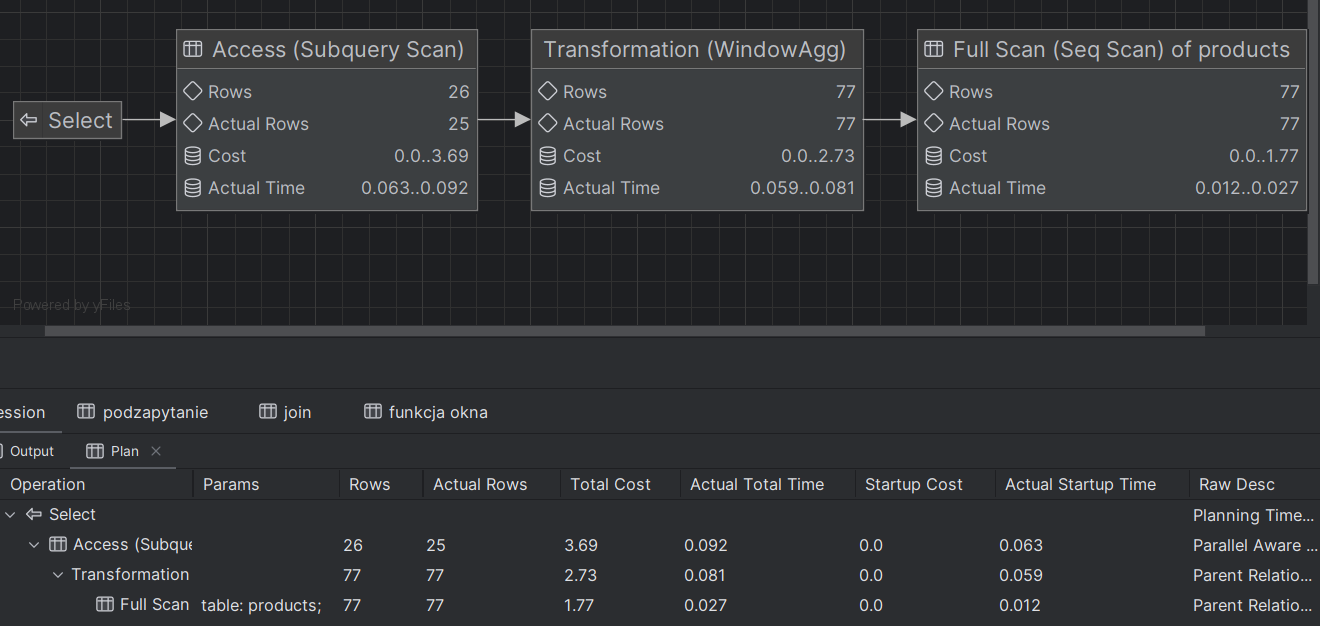 Access (Subquery Scan)
Rows 26
Actual Rows 25
Cost 0.0..3.69
Actual Time 0.063..0.092
Transformation (WindowAgg)
Rows 77
Actual Rows 77
Cost 0.0..2.73
Actual Time 0.059..0.081
Full Scan (Seq Scan) of products
Rows 77
Actual Rows 77
Cost 0.0..1.77
Actual Time 0.012..0.027
Select
Powered by yFiles
ession podzapytanie join funkcja okna
Output Plan
Operation Params Rows Actual Rows Total Cost Actual Total Time Startup Cost Actual Startup Time Raw Desc
Select Planning Time...
Access (Subque 26 25 3.69 0.092 0.0 0.063 Parallel Aware ...
Transformation 77 77 2.73 0.081 0.0 0.059 Parent Relatio...
Full Scan table: products; 77 77 1.77 0.027 0.0 0.012 Parent Relatio...